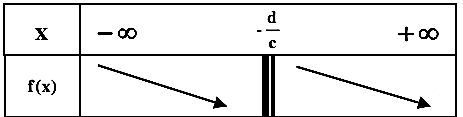 x −∞ -d/c +∞
f(x)